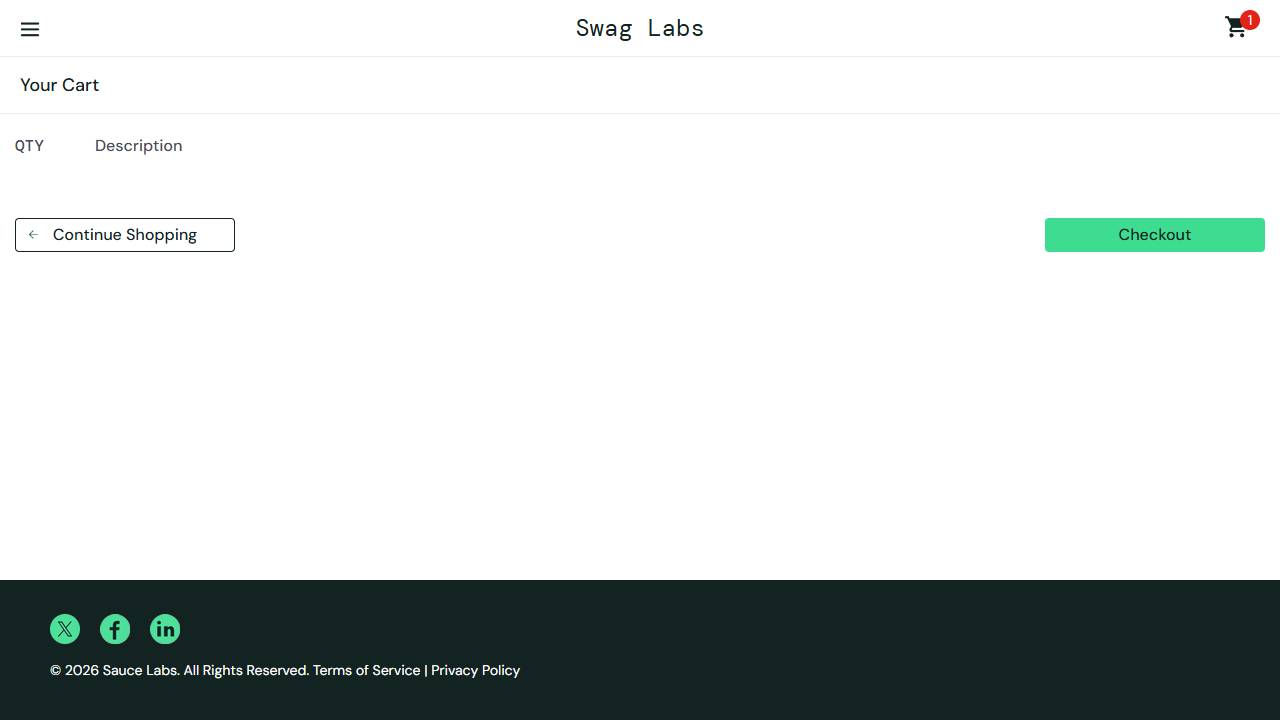 Swag Labs
1
Your Cart
QTY Description
Continue Shopping
Checkout
© 2026 Sauce Labs. All Rights Reserved. Terms of Service | Privacy Policy